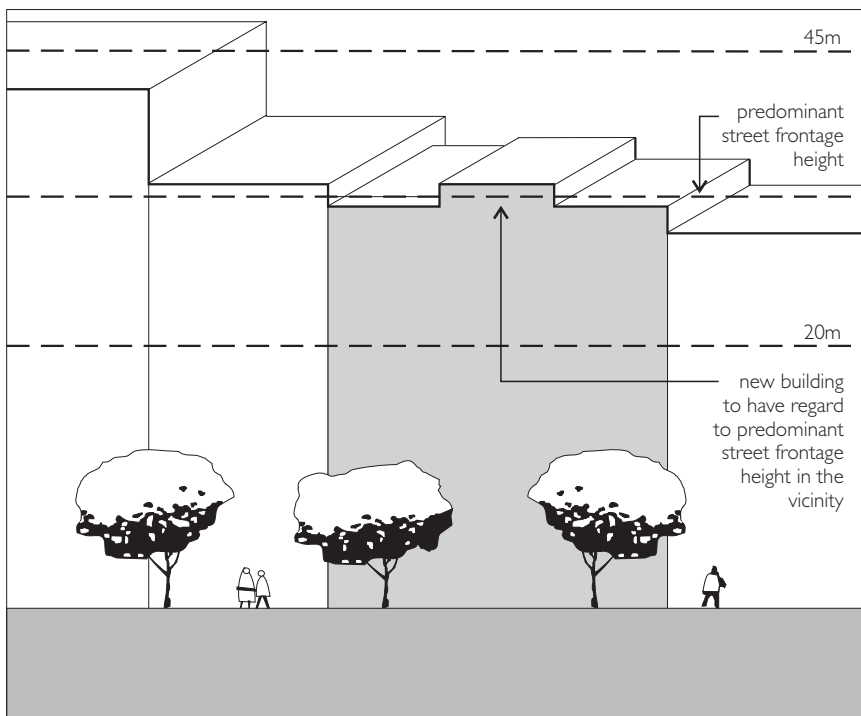 45m
predominant
street frontage
height
20m
new building
to have regard
to predominant
street frontage
height in the
vicinity